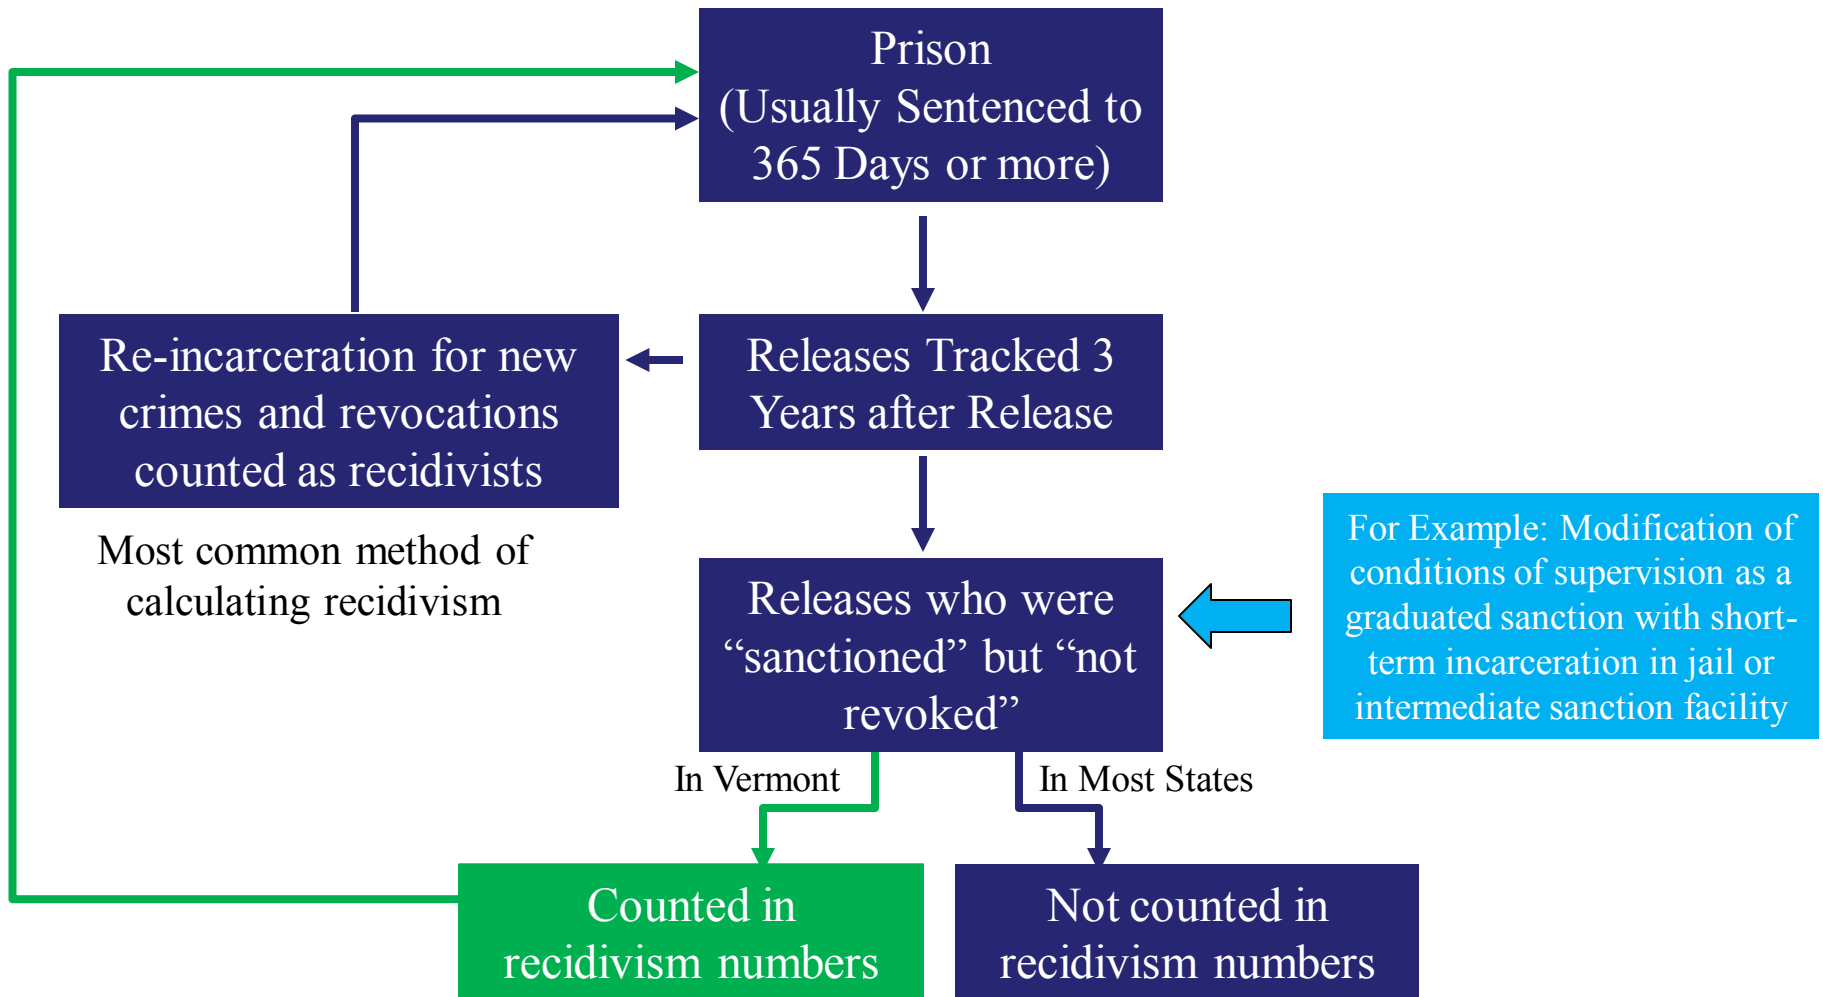 Prison
(Usually Sentenced to
365 Days or more)
Re-incarceration for new
crimes and revocations
counted as recidivists
Releases Tracked 3
Years after Release
Most common method of
calculating recidivism
For Example: Modification of
conditions of supervision as a
graduated sanction with short-
term incarceration in jail or
intermediate sanction facility
Releases who were
“sanctioned” but “not
revoked”
In Vermont
In Most States
Counted in
recidivism numbers
Not counted in
recidivism numbers